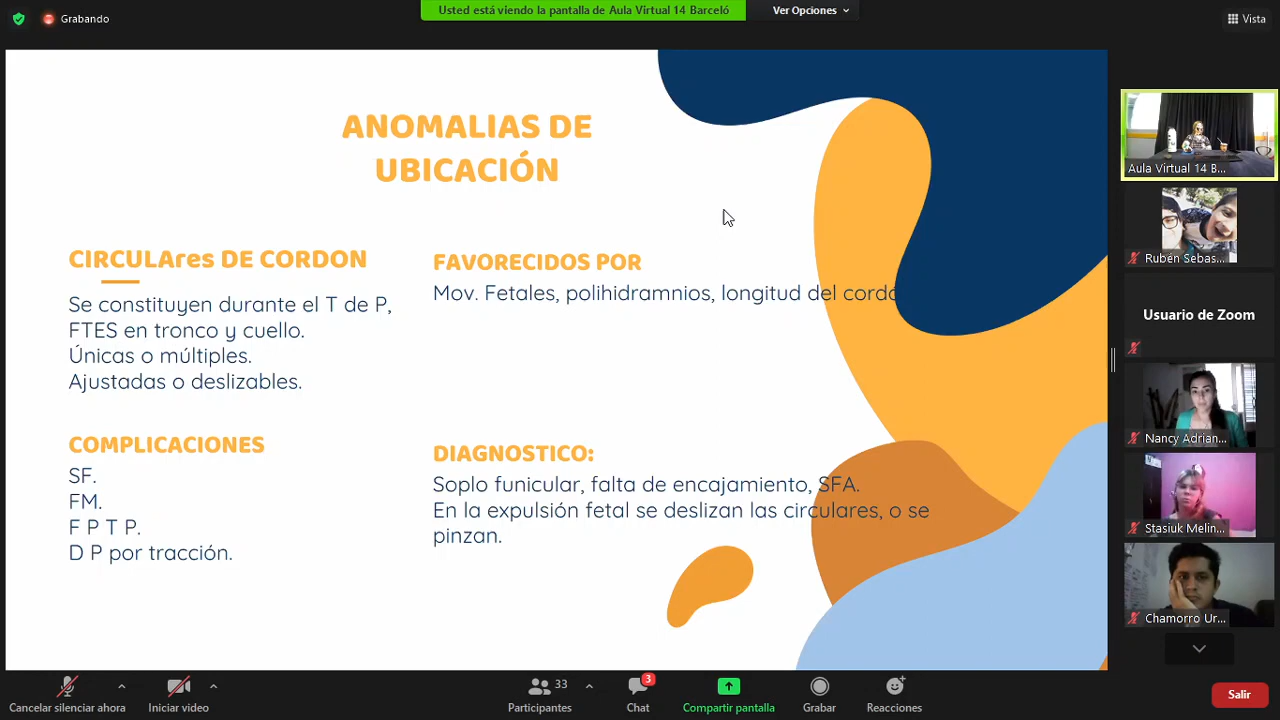 Grabando
Usted está viendo la pantalla de Aula Virtual 14 Barceló
Ver Opciones
Vista
ANOMALIAS DE
UBICACIÓN
CIRCULAres DE CORDON
Se constituyen durante el T de P,
FTES en tronco y cuello.
Únicas o múltiples.
Ajustadas o deslizables.
FAVORECIDOS POR
Mov. Fetales, polihidramnios, longitud del cordó
COMPLICACIONES
SF.
FM.
F P T P.
D P por tracción.
DIAGNOSTICO:
Soplo funicular, falta de encajamiento, SFA.
En la expulsión fetal se deslizan las circulares, o se
pinzan.
Aula Virtual 14 B...
Rubén Sebas...
Usuario de Zoom
Nancy Adrian...
Stasiuk Melin...
Chamorro Ur...
Cancelar silenciar ahora
Iniciar video
33
Participantes
3
Chat
Compartir pantalla
Grabar
Reacciones
Salir